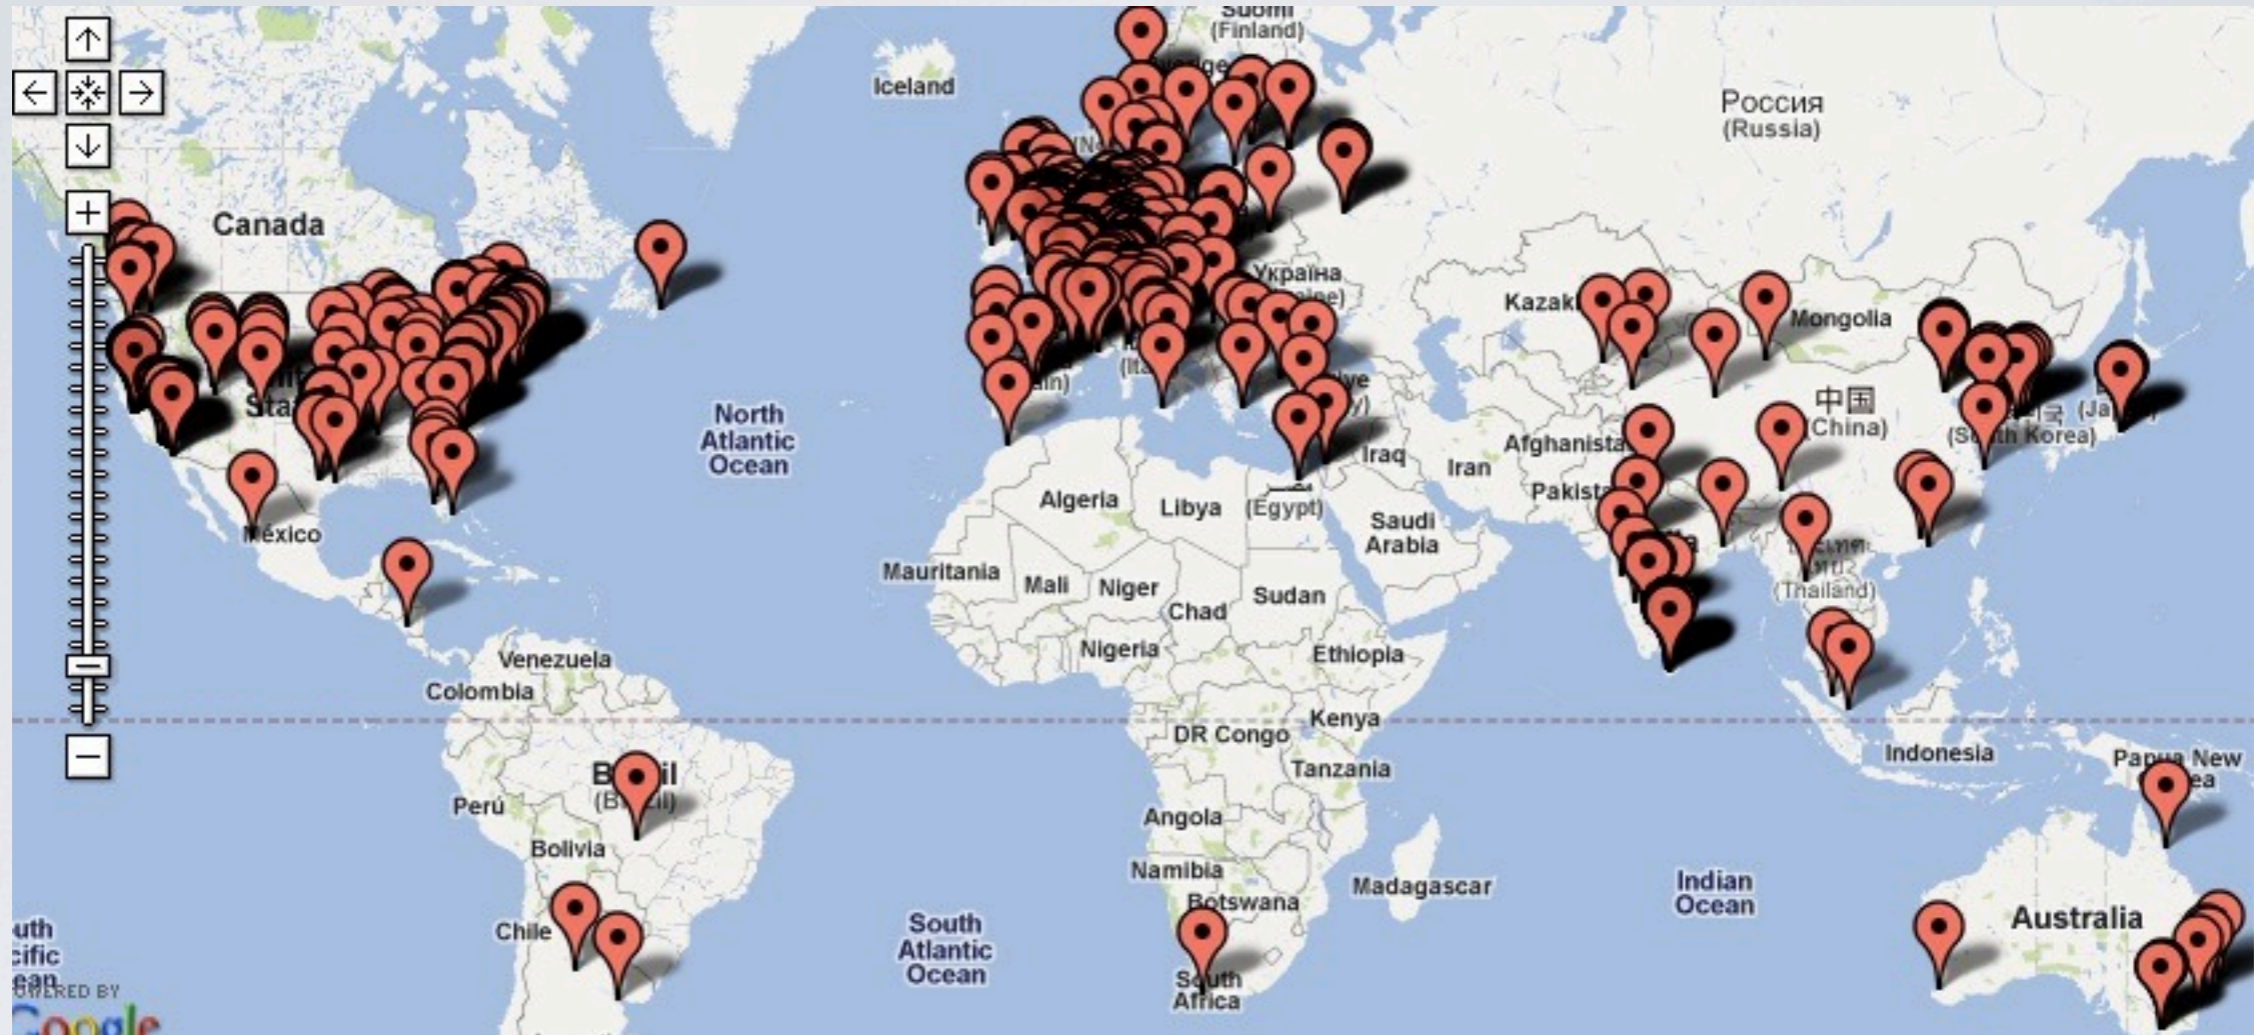 Suomi
(Finland)
Iceland
Россия
(Russia)
Canada
Україна
Mongolia
中国
(China)
North
Atlantic
Ocean
(South Korea)
Afghanista
Iraq
Iran
Pakista
Algeria
Libya
(Egypt)
Saudi
Arabia
México
Mauritania
Mali
Niger
Chad
Sudan
(Thailand)
Nigeria
Ethiopia
Venezuela
Colombia
Kenya
DR Congo
Indonesia
Papua New
Tanzania
Perú
Angola
Bolivia
Namibia
Madagascar
Botswana
Indian
Ocean
Australia
Chile
South
Atlantic
Ocean
South
Africa
POWERED BY
Google